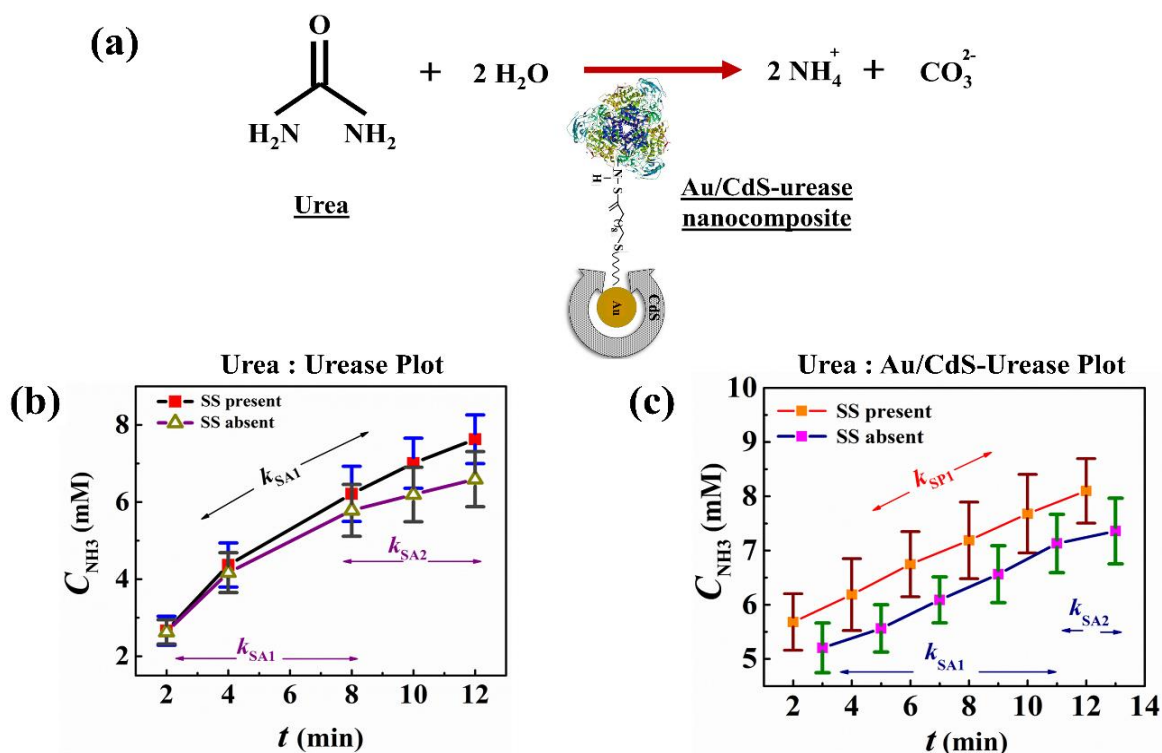 (a)
O
H2N NH2
+ 2 H2O 2 NH4+ + CO3 2-
Urea
N-S
H
8
S
Au
CdS
Au/CdS-urease
nanocomposite
(b)
Urea : Urease Plot
SS present
SS absent
kSA1
kSA2
kSA1
CNH3 (mM)
8
6
4
2
2 4 6 8 10 12
t (min)
(c)
Urea : Au/CdS-Urease Plot
SS present
SS absent
kSP1
kSA2
kSA1
CNH3 (mM)
10
9
8
7
6
5
2 4 6 8 10 12 14
t (min)